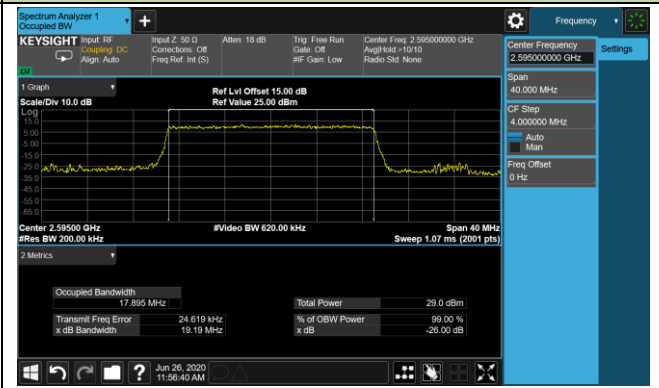 Spectrum Analyzer 1
Occupied BW
Frequency
KEYSIGHT
Input: RF
Coupling: DC
Align: Auto
Input Z: 50 Ω
Corrections: Off
Freq Ref: Int (S)
Atten: 18 dB
Trig: Free Run
Gate: Off
#IF Gain: Low
Center Freq: 2.595000000 GHz
Avg|Hold:>10/10
Radio Std: None
Center Frequency
2.595000000 GHz
Settings
Span
40.000 MHz
CF Step
4.000000 MHz
Auto
Man
Freq Offset
0 Hz
1 Graph
Scale/Div 10.0 dB
Ref Lvl Offset 15.00 dB
Ref Value 25.00 dBm
Log
15.0
5.00
-5.00
-15.0
-25.0
-35.0
-45.0
-55.0
-65.0
Center 2.59500 GHz
#Video BW 620.00 kHz
Span 40 MHz
#Res BW 200.00 kHz
Sweep 1.07 ms (2001 pts)
2 Metrics
Occupied Bandwidth
17.895 MHz
Total Power 29.0 dBm
Transmit Freq Error 24.619 kHz
% of OBW Power 99.00 %
x dB Bandwidth 19.19 MHz
x dB -26.00 dB
?
Jun 26, 2020
11:56:40 AM